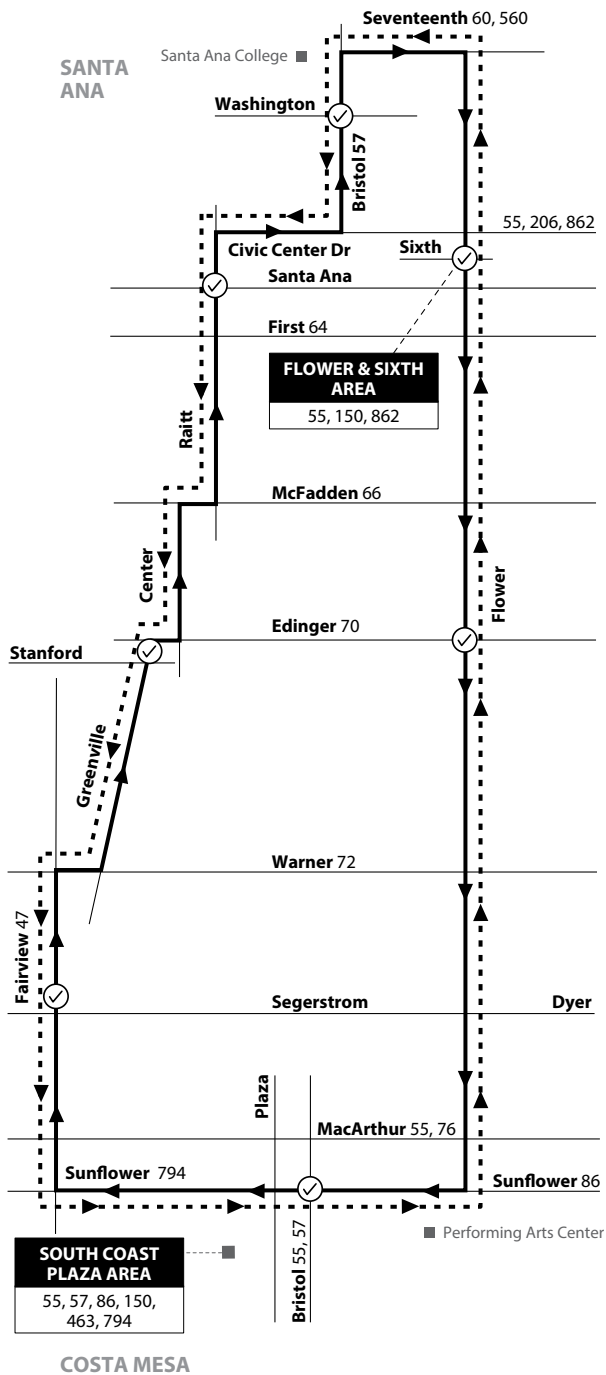 Seventeenth 60, 560
Santa Ana College
SANTA
ANA
Washington
Bristol 57
55, 206, 862
Civic Center Dr
Sixth
Santa Ana
First 64
FLOWER & SIXTH
AREA
55, 150, 862
Raitt
McFadden 66
Center
Flower
Edinger 70
Stanford
Greenville
Warner 72
Fairview 47
Segerstrom
Dyer
Plaza
MacArthur 55, 76
Sunflower 794
Sunflower 86
Performing Arts Center
SOUTH COAST
PLAZA AREA
55, 57, 86, 150,
463, 794
Bristol 55, 57
COSTA MESA